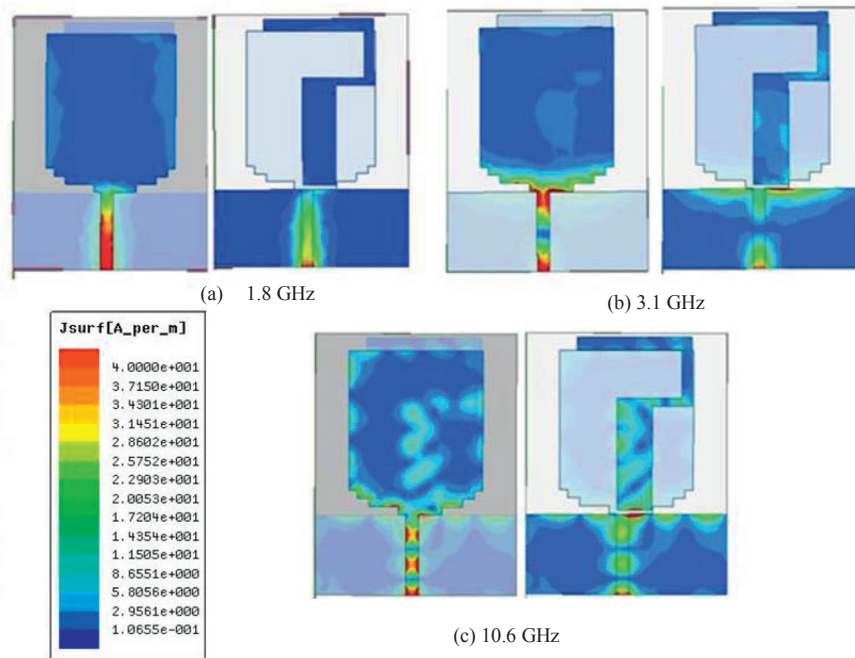 (a) 1.8 GHz
(b) 3.1 GHz
Jsurf[A_per_m]
4.0000e+001
3.7150e+001
3.4301e+001
3.1451e+001
2.8602e+001
2.5752e+001
2.2903e+001
2.0053e+001
1.7204e+001
1.4354e+001
1.1505e+001
8.6551e+000
5.8056e+000
2.9561e+000
1.0655e-001
(c) 10.6 GHz